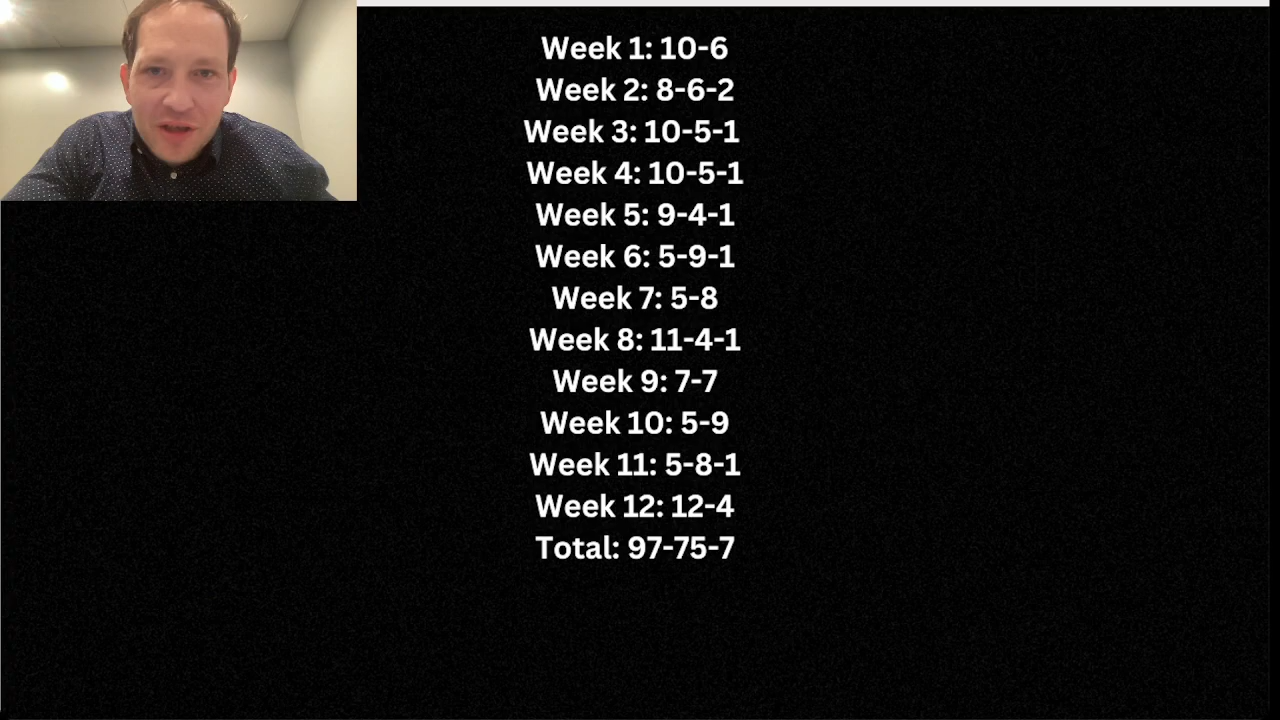 Week 1: 10-6
Week 2: 8-6-2
Week 3: 10-5-1
Week 4: 10-5-1
Week 5: 9-4-1
Week 6: 5-9-1
Week 7: 5-8
Week 8: 11-4-1
Week 9: 7-7
Week 10: 5-9
Week 11: 5-8-1
Week 12: 12-4
Total: 97-75-7